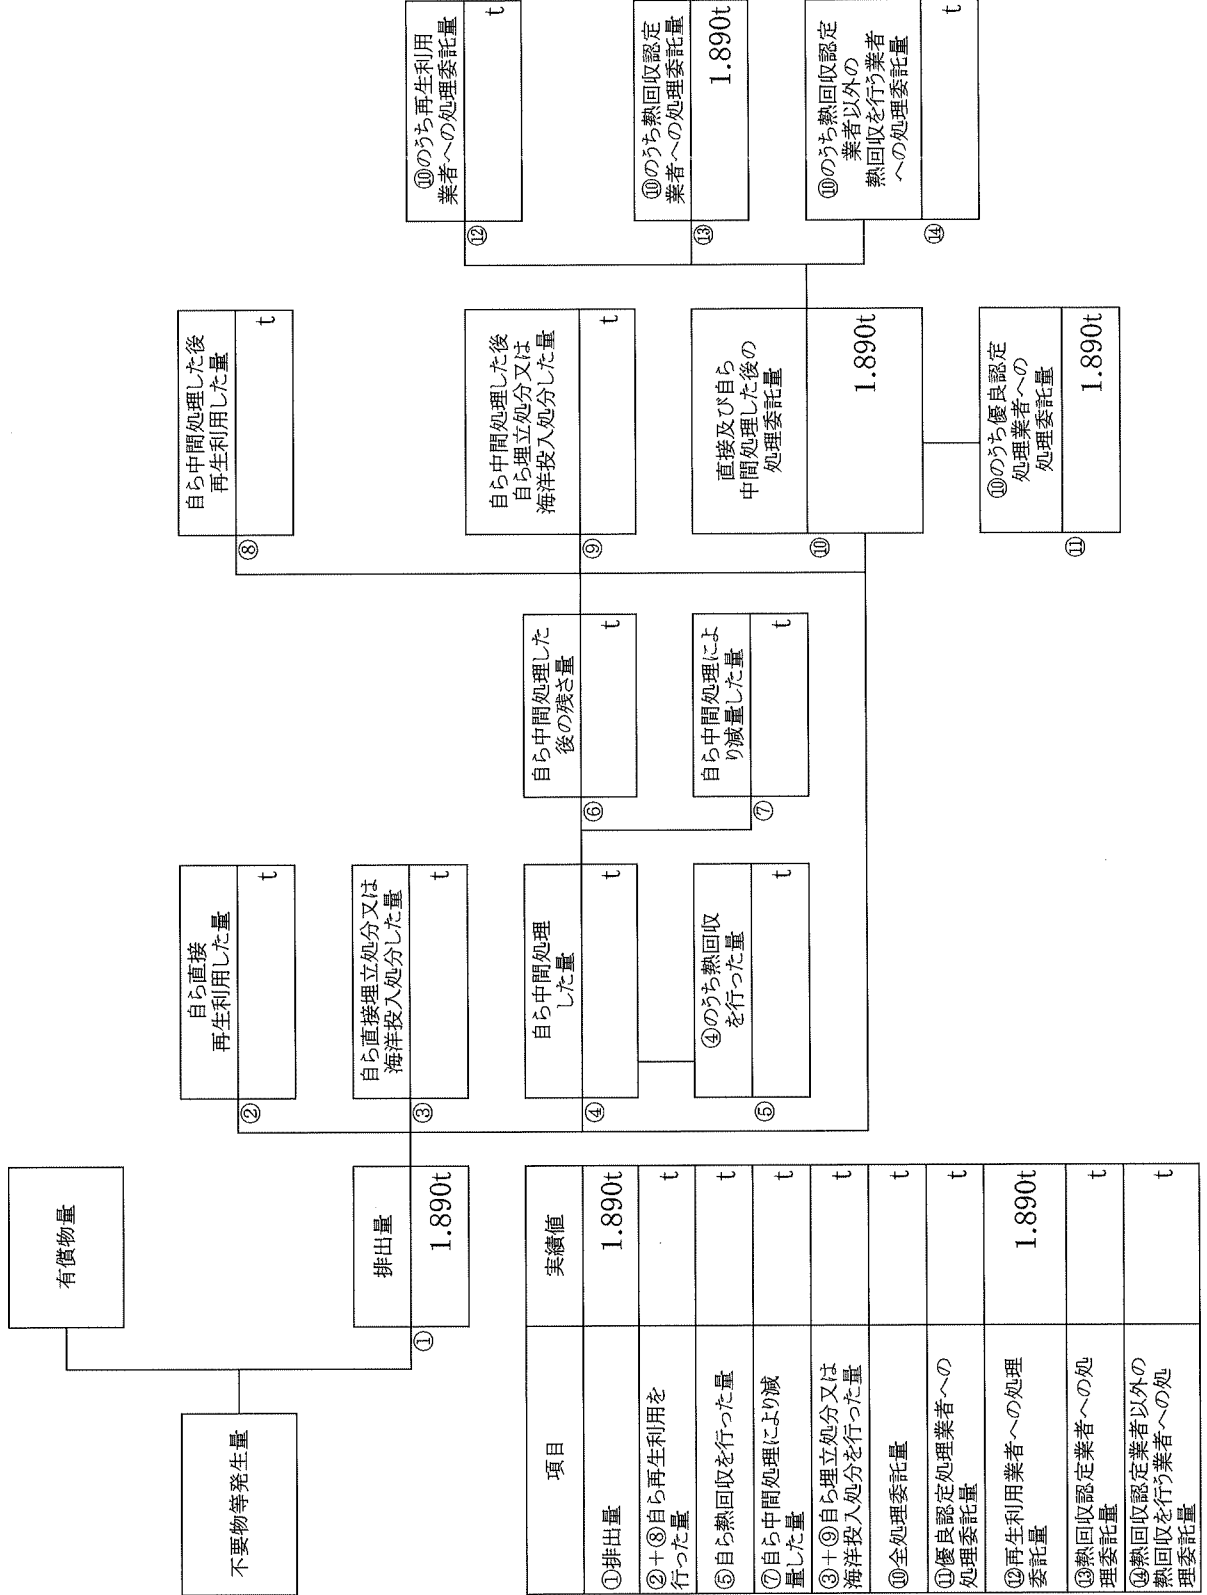 不要物等発生量
有償物量
①
排出量
1.890t
②
自ら直接
再生利用した量
t
③
自ら直接埋立処分又は
海洋投入処分した量
t
④
自ら中間処理
した量
t
⑤
④のうち熱回収
を行った量
t
⑥
自ら中間処理した
後の残さ量
t
⑦
自ら中間処理によ
り減量した量
t
⑧
自ら中間処理した後
再生利用した量
t
⑨
自ら中間処理した後
自ら埋立処分又は
海洋投入処分した量
t
⑩
直接及び自ら
中間処理した後の
処理委託量
1.890t
⑪
⑩のうち優良認定
処理業者への
処理委託量
1.890t
⑫
⑩のうち再生利用
業者への処理委託量
t
⑬
⑩のうち熱回収認定
業者への処理委託量
1.890t
⑭
⑩のうち熱回収認定
業者以外の
熱回収を行う業者
への処理委託量
t
項目 実績値
①排出量 1.890t
②+⑧自ら再生利用を
行った量 t
⑤自ら熱回収を行った量 t
⑦自ら中間処理により減
量した量 t
③+⑨自ら埋立処分又は
海洋投入処分を行った量 t
⑩全処理委託量 t
⑪優良認定処理業者への
処理委託量 t
⑫再生利用業者への処理
委託量 1.890t
⑬熱回収認定業者への処
理委託量 t
⑭熱回収認定業者以外の
熱回収を行う業者への処
理委託量 t